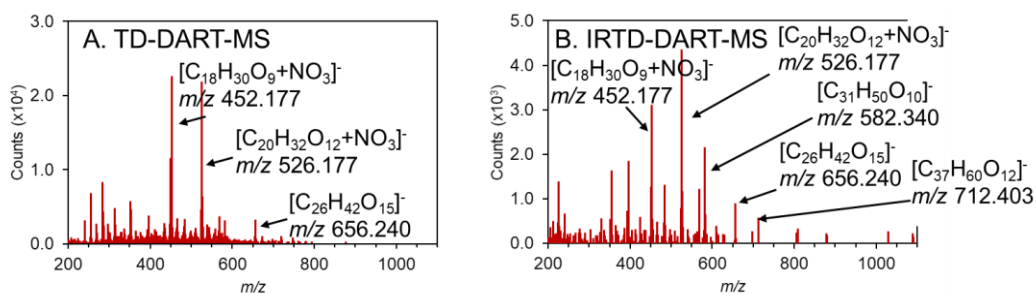 A. TD-DART-MS
[C₁₈H₃₀O₉+NO₃]⁻
m/z 452.177
[C₂₀H₃₂O₁₂+NO₃]⁻
m/z 526.177
[C₂₆H₄₂O₁₅]⁻
m/z 656.240
Counts (x10⁴)
3.0
2.0
1.0
0.0
200 400 600 800 1000
m/z
B. IRTD-DART-MS
[C₂₀H₃₂O₁₂+NO₃]⁻
m/z 526.177
[C₁₈H₃₀O₉+NO₃]⁻
m/z 452.177
[C₃₁H₅₀O₁₀]⁻
m/z 582.340
[C₂₆H₄₂O₁₅]⁻
m/z 656.240
[C₃₇H₆₀O₁₂]⁻
m/z 712.403
Counts (x10³)
5.0
4.0
3.0
2.0
1.0
0.0
200 400 600 800 1000
m/z